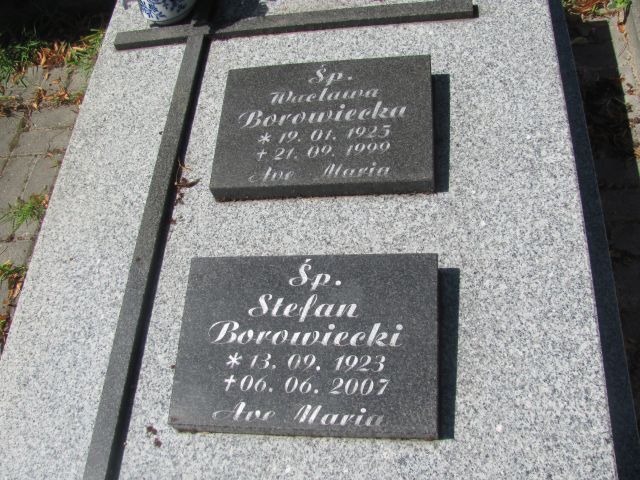 Śp.
Wacława
Borowiecka
* 19. 01. 1925
+ 21. 09. 1999
Ave Maria
Śp.
Stefan
Borowiecki
* 13. 09. 1923
+ 06. 06. 2007
Ave Maria